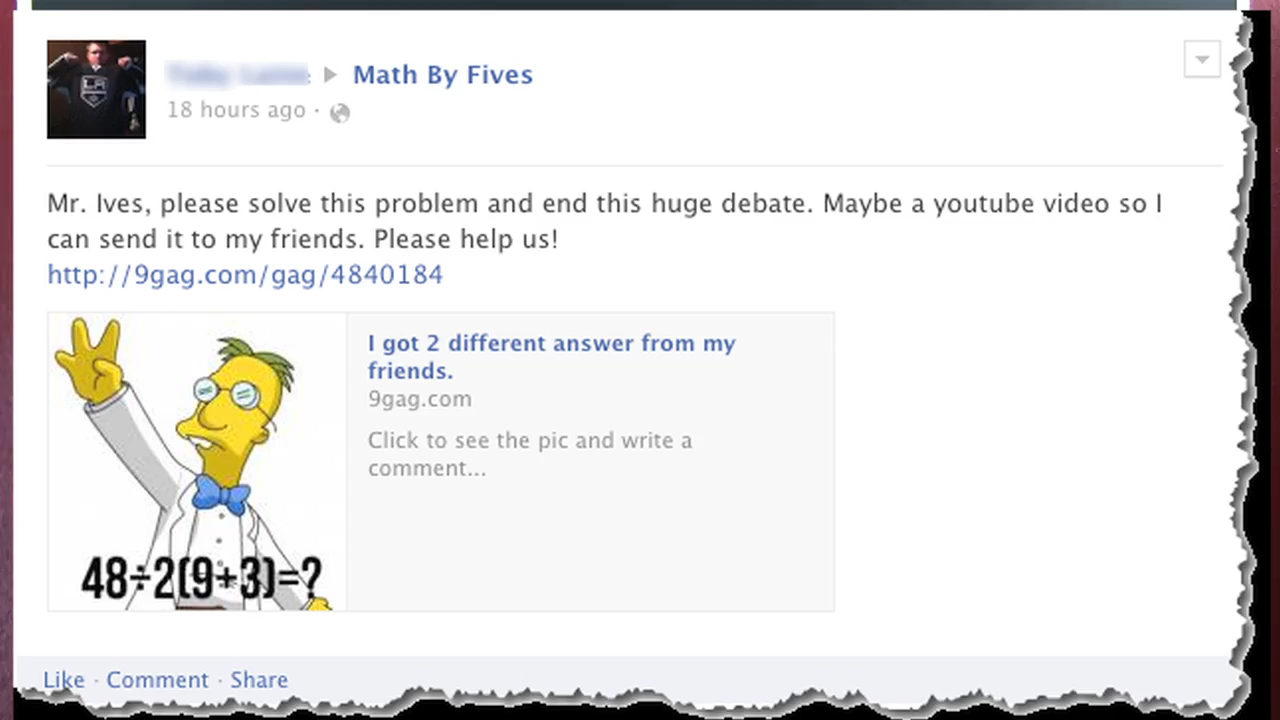 Math By Fives
18 hours ago ·
Mr. Ives, please solve this problem and end this huge debate. Maybe a youtube video so I
can send it to my friends. Please help us!
http://9gag.com/gag/4840184
I got 2 different answer from my
friends.
9gag.com
Click to see the pic and write a
comment...
48÷2(9+3)=?
Like · Comment · Share